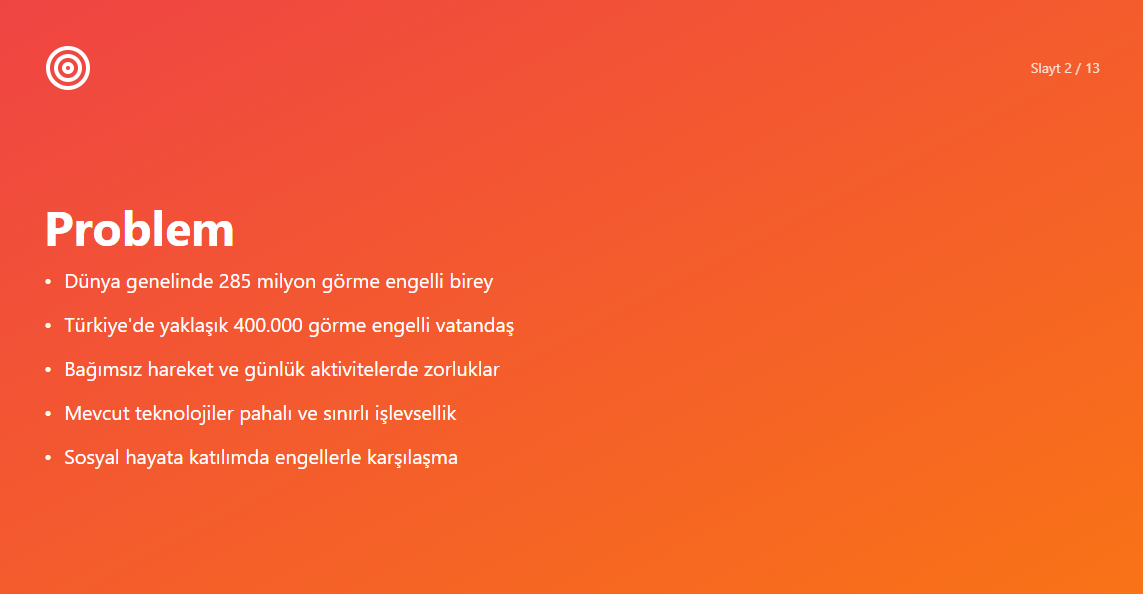 Slayt 2 / 13
Problem
• Dünya genelinde 285 milyon görme engelli birey
• Türkiye'de yaklaşık 400.000 görme engelli vatandaş
• Bağımsız hareket ve günlük aktivitelerde zorluklar
• Mevcut teknolojiler pahalı ve sınırlı işlevsellik
• Sosyal hayata katılımda engellerle karşılaşma